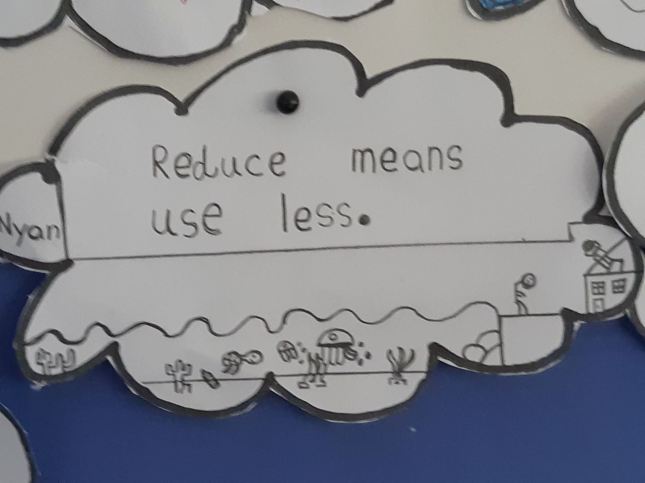 Reduce means
use less.
Nyan